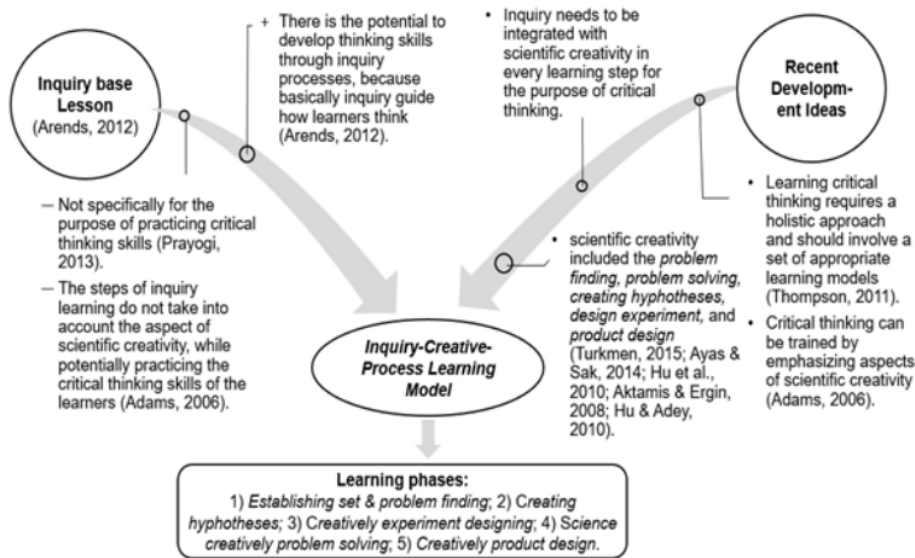 Inquiry base
Lesson
(Arends, 2012)
+ There is the potential to
develop thinking skills
through inquiry
processes, because
basically inquiry guide
how learners think
(Arends, 2012).
— Not specifically for the
purpose of practicing critical
thinking skills (Prayogi,
2013).
— The steps of inquiry
learning do not take into
account the aspect of
scientific creativity, while
potentially practicing the
critical thinking skills of the
learners (Adams, 2006).
• Inquiry needs to be
integrated with
scientific creativity in
every learning step for
the purpose of critical
thinking.
Recent
Developm-
ent Ideas
• scientific creativity
included the problem
finding, problem solving,
creating hyphotheses,
design experiment, and
product design
(Turkmen, 2015; Ayas &
Sak, 2014; Hu et al.,
2010; Aktamis & Ergin,
2008; Hu & Adey,
2010).
• Learning critical
thinking requires a
holistic approach
and should involve a
set of appropriate
learning models
(Thompson, 2011).
• Critical thinking can
be trained by
emphasizing aspects
of scientific creativity
(Adams, 2006).
Inquiry-Creative-
Process Learning
Model
Learning phases:
1) Establishing set & problem finding; 2) Creating
hyphotheses; 3) Creatively experiment designing; 4) Science
creatively problem solving; 5) Creatively product design.